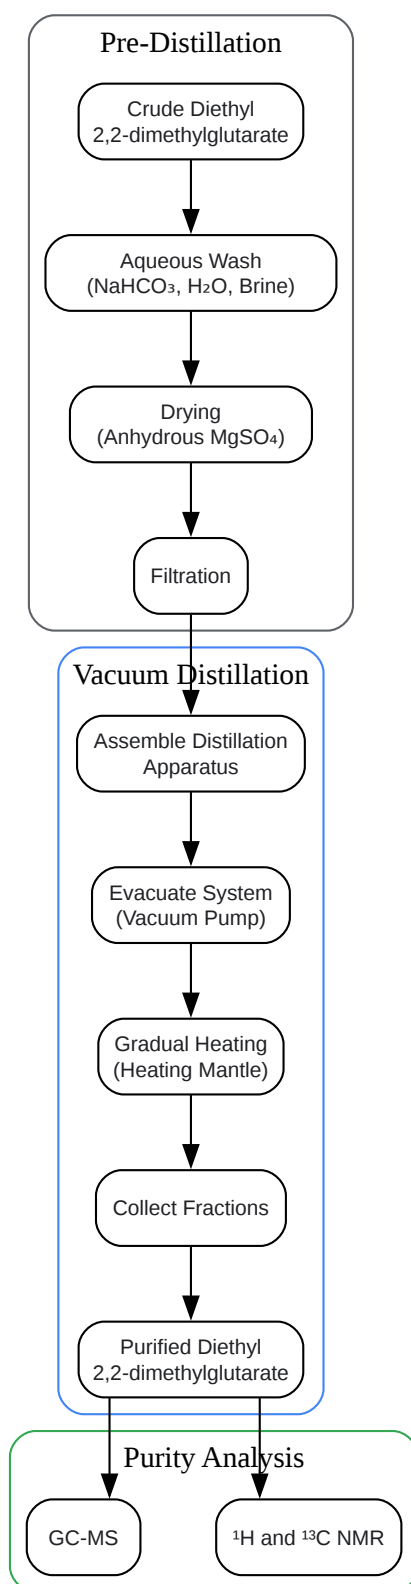 Pre-Distillation
Crude Diethyl
2,2-dimethylglutarate
Aqueous Wash
(NaHCO₃, H₂O, Brine)
Drying
(Anhydrous MgSO₄)
Filtration
Vacuum Distillation
Assemble Distillation
Apparatus
Evacuate System
(Vacuum Pump)
Gradual Heating
(Heating Mantle)
Collect Fractions
Purified Diethyl
2,2-dimethylglutarate
Purity Analysis
GC-MS
¹H and ¹³C NMR